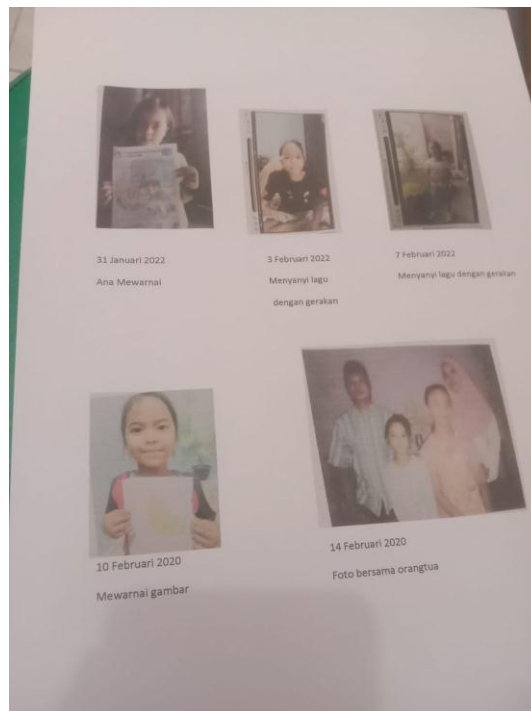 31 Januari 2022
Ana Mewarnai
3 Februari 2022
Menyanyi lagu
dengan gerakan
7 Februari 2022
Menyanyi lagu dengan gerakan
10 Februari 2020
Mewarnai gambar
14 Februari 2020
Foto bersama orangtua